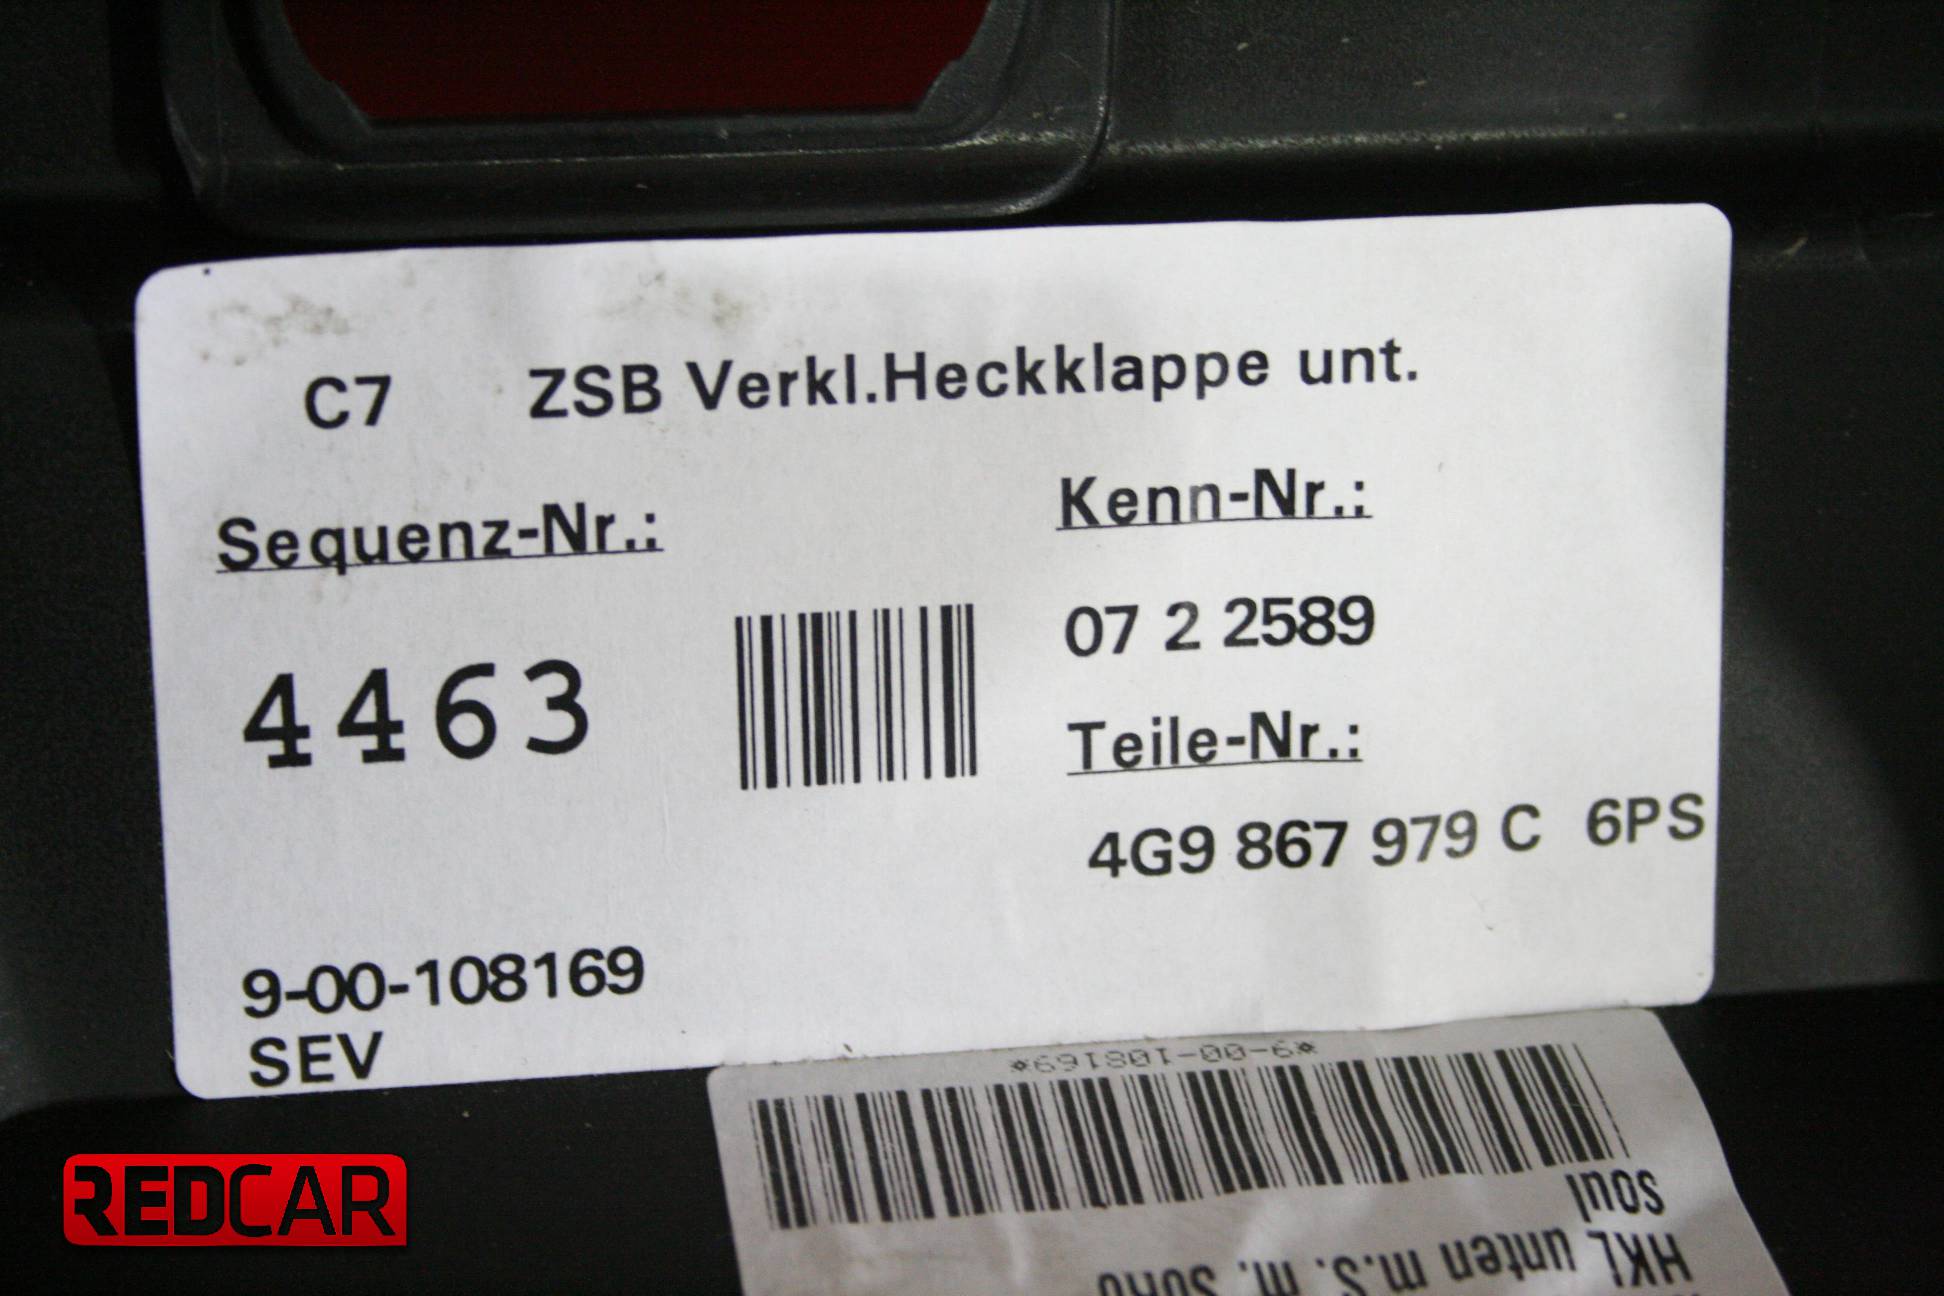 C7 ZSB Verkl.Heckklappe unt.
Sequenz-Nr.:
Kenn-Nr.:
4463
07 2 2589
Teile-Nr.:
4G9 867 979 C 6PS
9-00-108169
SEV
*9-00-108169*
soul
HKL unten m.S. m.
REDCAR